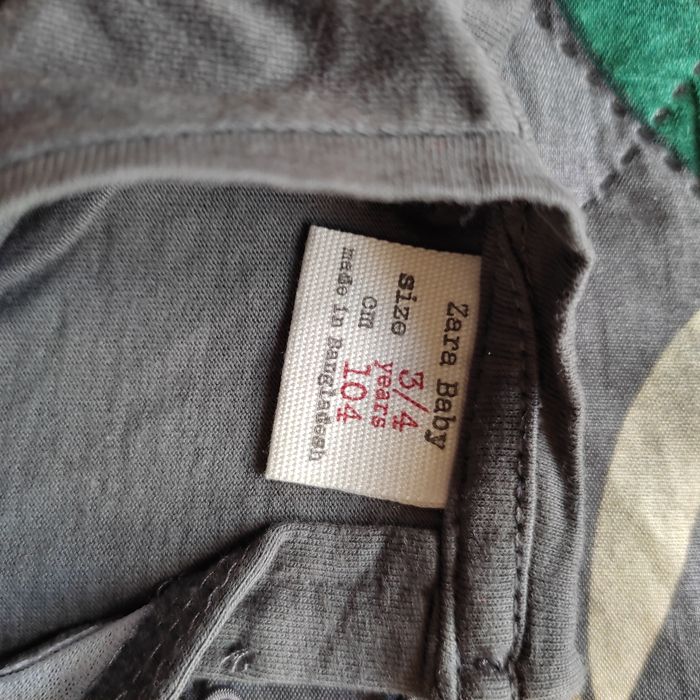 Zara Baby
size 3/4
years
cm 104
made in Bangladesh